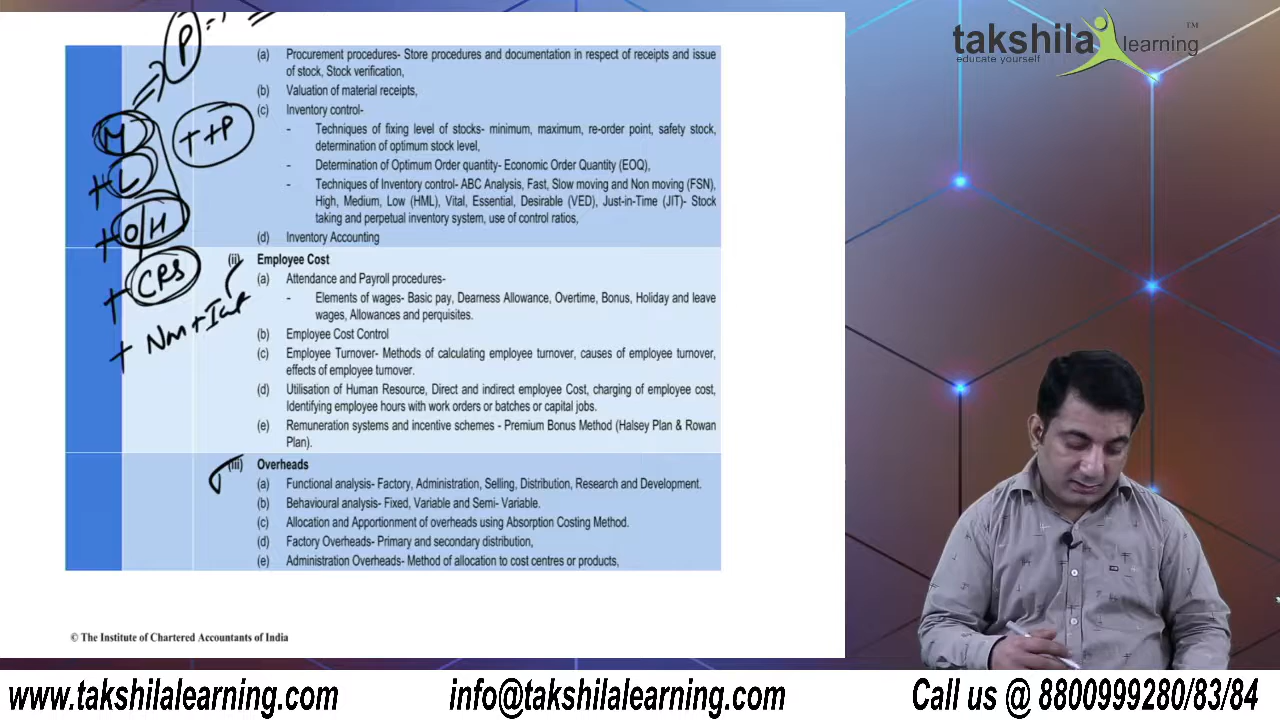 takshila learning ™
educate yourself
P
(a) Procurement procedures- Store procedures and documentation in respect of receipts and issue
of stock, Stock verification,
(b) Valuation of material receipts,
(c) Inventory control-
- Techniques of fixing level of stocks- minimum, maximum, re-order point, safety stock,
determination of optimum stock level,
- Determination of Optimum Order quantity- Economic Order Quantity (EOQ),
- Techniques of Inventory control- ABC Analysis, Fast, Slow moving and Non moving (FSN),
High, Medium, Low (HML), Vital, Essential, Desirable (VED), Just-in-Time (JIT)- Stock
taking and perpetual inventory system, use of control ratios,
(d) Inventory Accounting
M
+ L
+ O/H
+ +P
+ CPS
+ Nm +
(ii) Employee Cost
(a) Attendance and Payroll procedures-
- Elements of wages- Basic pay, Dearness Allowance, Overtime, Bonus, Holiday and leave
wages, Allowances and perquisites.
(b) Employee Cost Control
(c) Employee Turnover- Methods of calculating employee turnover, causes of employee turnover,
effects of employee turnover.
(d) Utilisation of Human Resource, Direct and indirect employee Cost, charging of employee cost,
Identifying employee hours with work orders or batches or capital jobs.
(e) Remuneration systems and incentive schemes - Premium Bonus Method (Halsey Plan & Rowan
Plan).
(iii) Overheads
(a) Functional analysis- Factory, Administration, Selling, Distribution, Research and Development.
(b) Behavioural analysis- Fixed, Variable and Semi- Variable.
(c) Allocation and Apportionment of overheads using Absorption Costing Method.
(d) Factory Overheads- Primary and secondary distribution,
(e) Administration Overheads- Method of allocation to cost centres or products,
© The Institute of Chartered Accountants of India
www.takshilalearning.com info@takshilalearning.com Call us @ 8800999280/83/84